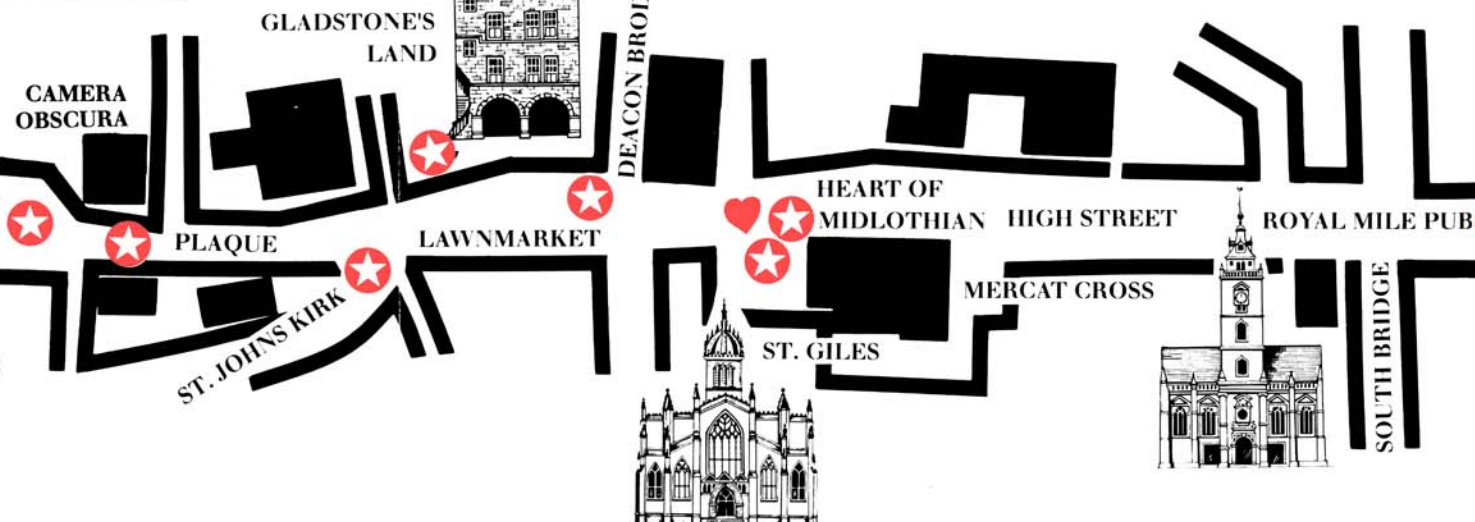 GLADSTONE'S
LAND
CAMERA
OBSCURA
DEACON
PLAQUE
LAWNMARKET
HEART OF
MIDLOTHIAN
HIGH STREET
ROYAL MILE PUB
MERCAT CROSS
ST. JOHNS KIRK
ST. GILES
SOUTH BRIDGE